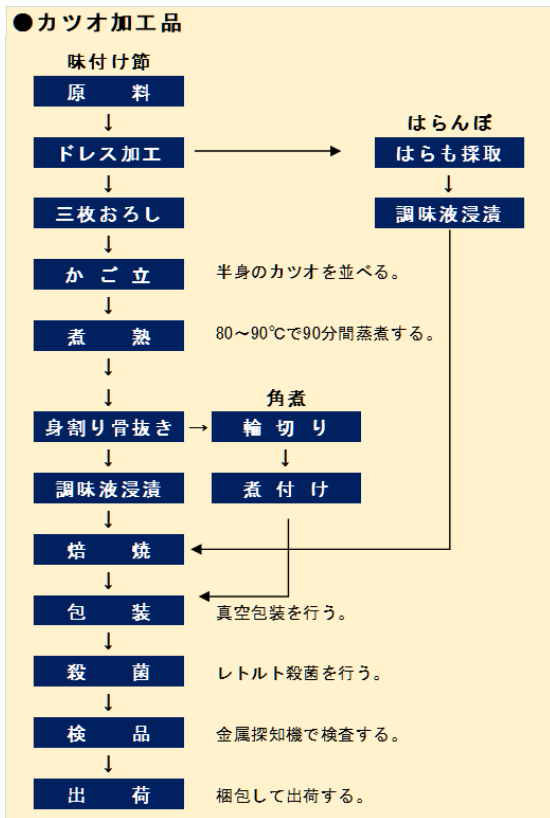 ●カツオ加工品
味付け節
原　料
はらんぼ
ドレス加工
はらも採取
三枚おろし
調味液浸漬
かご立
半身のカツオを並べる。
煮　熟
80～90℃で90分間蒸煮する。
角煮
身割り骨抜き
輪切り
調味液浸漬
煮付け
焙　焼
包　装
真空包装を行う。
殺　菌
レトルト殺菌を行う。
検　品
金属探知機で検査する。
出　荷
梱包して出荷する。